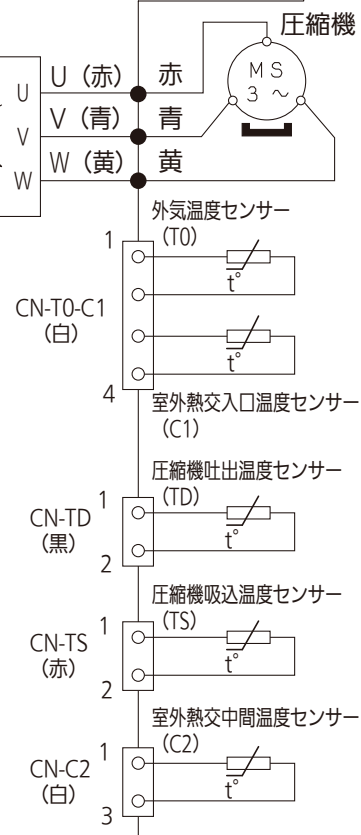 圧縮機
U
U（赤）
赤
M S
3 ～
V
V（青）
青
W
W（黄）
黄
外気温度センサー
（T0）
1
t°
CN-T0-C1
（白）
t°
4
室外熱交入口温度センサー
（C1）
圧縮機吐出温度センサー
（TD）
1
CN-TD
（黒）
t°
2
圧縮機吸込温度センサー
（TS）
1
CN-TS
（赤）
t°
2
室外熱交中間温度センサー
（C2）
1
CN-C2
（白）
t°
3